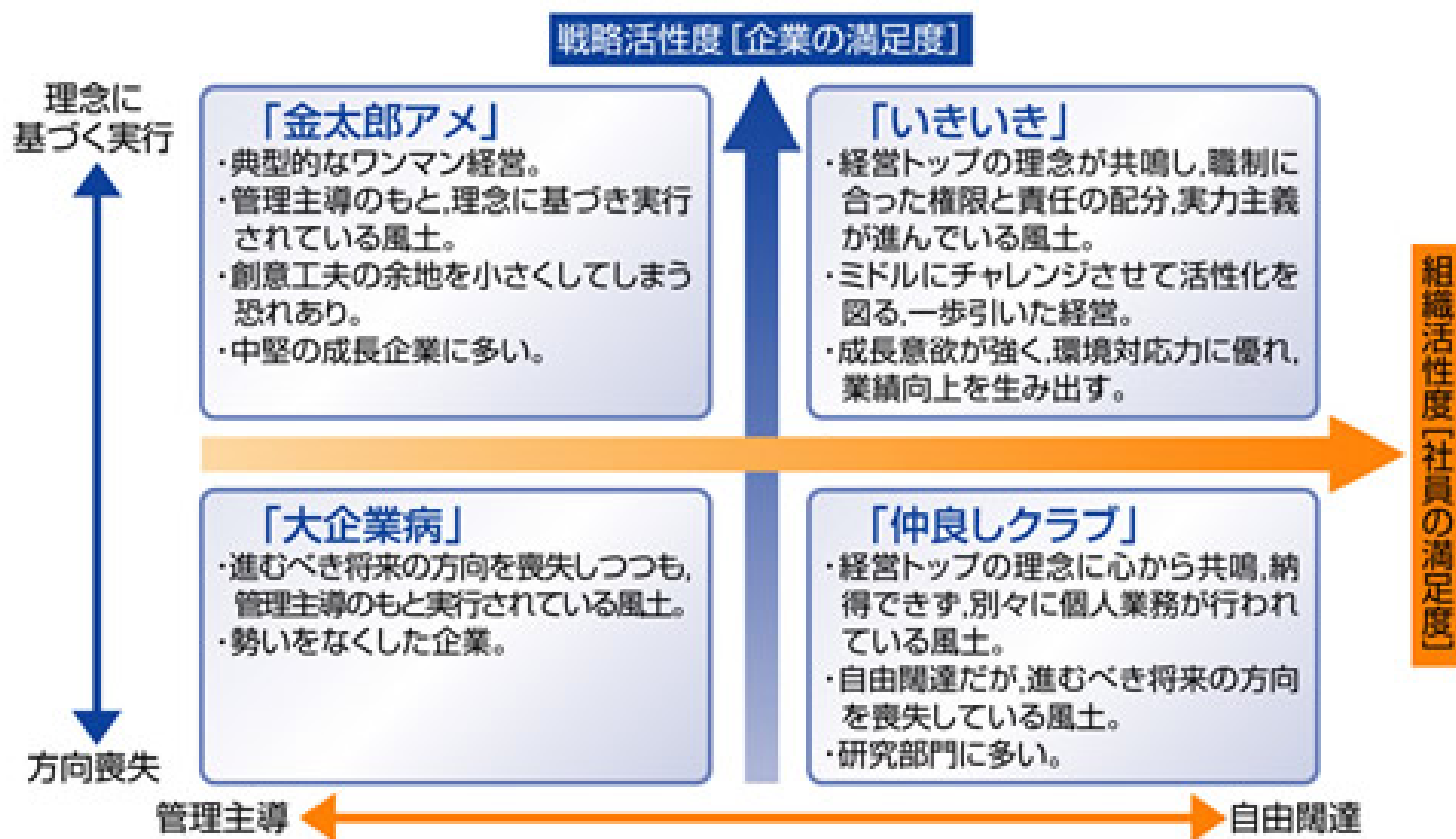 戦略活性度[企業の満足度]
理念に
基づく実行
「金太郎アメ」
・典型的なワンマン経営。
・管理主導のもと,理念に基づき実行
されている風土。
・創意工夫の余地を小さくしてしまう
恐れあり。
・中堅の成長企業に多い。
「いきいき」
・経営トップの理念が共鳴し,職制に
合った権限と責任の配分,実力主義
が進んでいる風土。
・ミドルにチャレンジさせて活性化を
図る,一歩引いた経営。
・成長意欲が強く,環境対応力に優れ,
業績向上を生み出す。
組織活性度[社員の満足度]
「大企業病」
・進むべき将来の方向を喪失しつつも,
管理主導のもと実行されている風土。
・勢いをなくした企業。
「仲良しクラブ」
・経営トップの理念に心から共鳴,納
得できず,別々に個人業務が行われ
ている風土。
・自由闊達だが,進むべき将来の方向
を喪失している風土。
・研究部門に多い。
方向喪失
管理主導
自由闊達